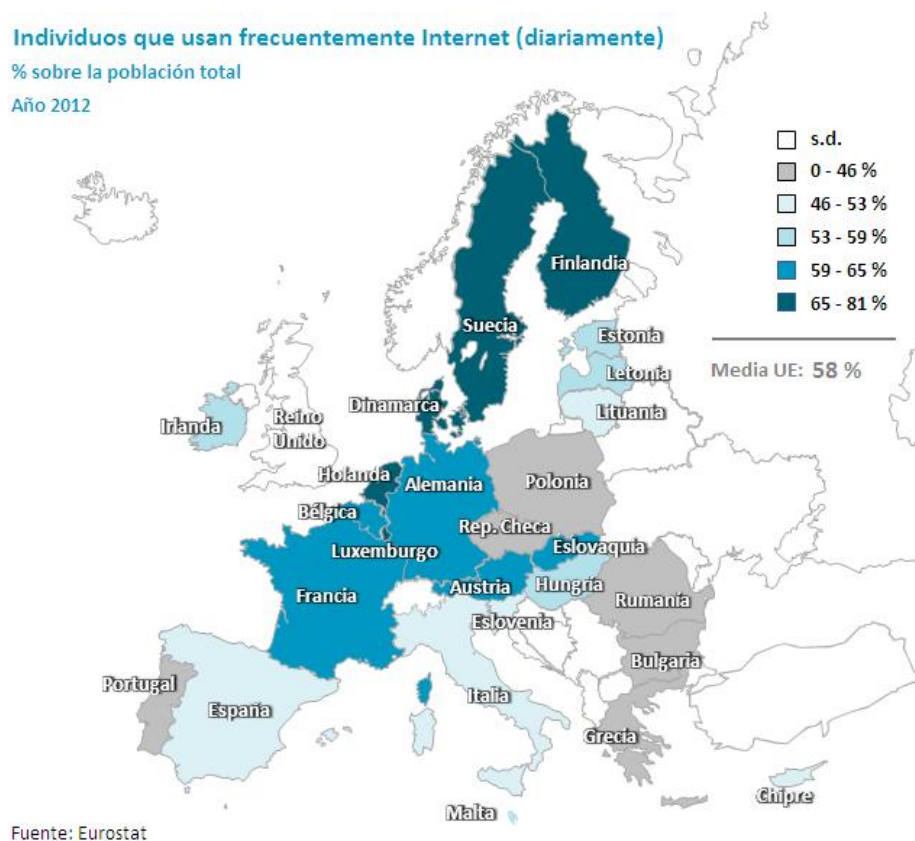 Individuos que usan frecuentemente Internet (diariamente)
% sobre la población total
Año 2012
s.d.
0 - 46 %
46 - 53 %
53 - 59 %
59 - 65 %
65 - 81 %
Media UE: 58 %
Finlandia
Suecia
Estonia
Letonia
Dinamarca
Lituania
Irlanda
Reino
Unido
Holanda
Alemania
Polonia
Bélgica
Rep. Checa
Luxemburgo
Eslovaquia
Austria
Hungría
Francia
Rumanía
Eslovenia
Bulgaria
Portugal
España
Italia
Grecia
Chipre
Malta
Fuente: Eurostat